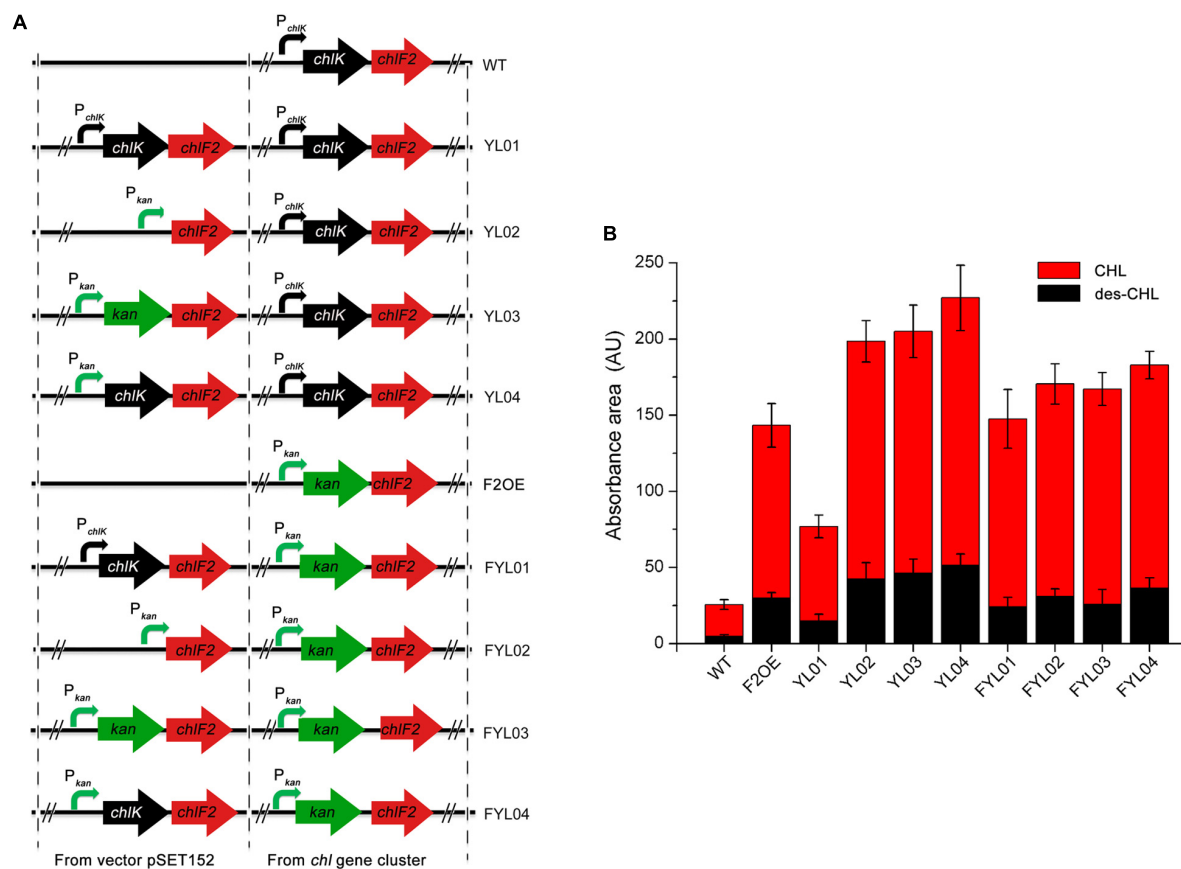 A
P chlK
chlK chlF2
WT
P chlK P chlK
chlK chlF2 chlK chlF2
YL01
P kan P chlK
chlF2 chlK chlF2
YL02
P kan P chlK
kan chlF2 chlK chlF2
YL03
P kan P chlK
chlK chlF2 chlK chlF2
YL04
P kan
kan chlF2
F2OE
P chlK P kan
chlK chlF2 kan chlF2
FYL01
P kan P kan
chlF2 kan chlF2
FYL02
P kan P kan
kan chlF2 kan chlF2
FYL03
P kan P kan
chlK chlF2 kan chlF2
FYL04
From vector pSET152 From chl gene cluster
B
CHL
des-CHL
Absorbance area (AU)
250
200
150
100
50
0
WT F2OE YL01 YL02 YL03 YL04 FYL01 FYL02 FYL03 FYL04